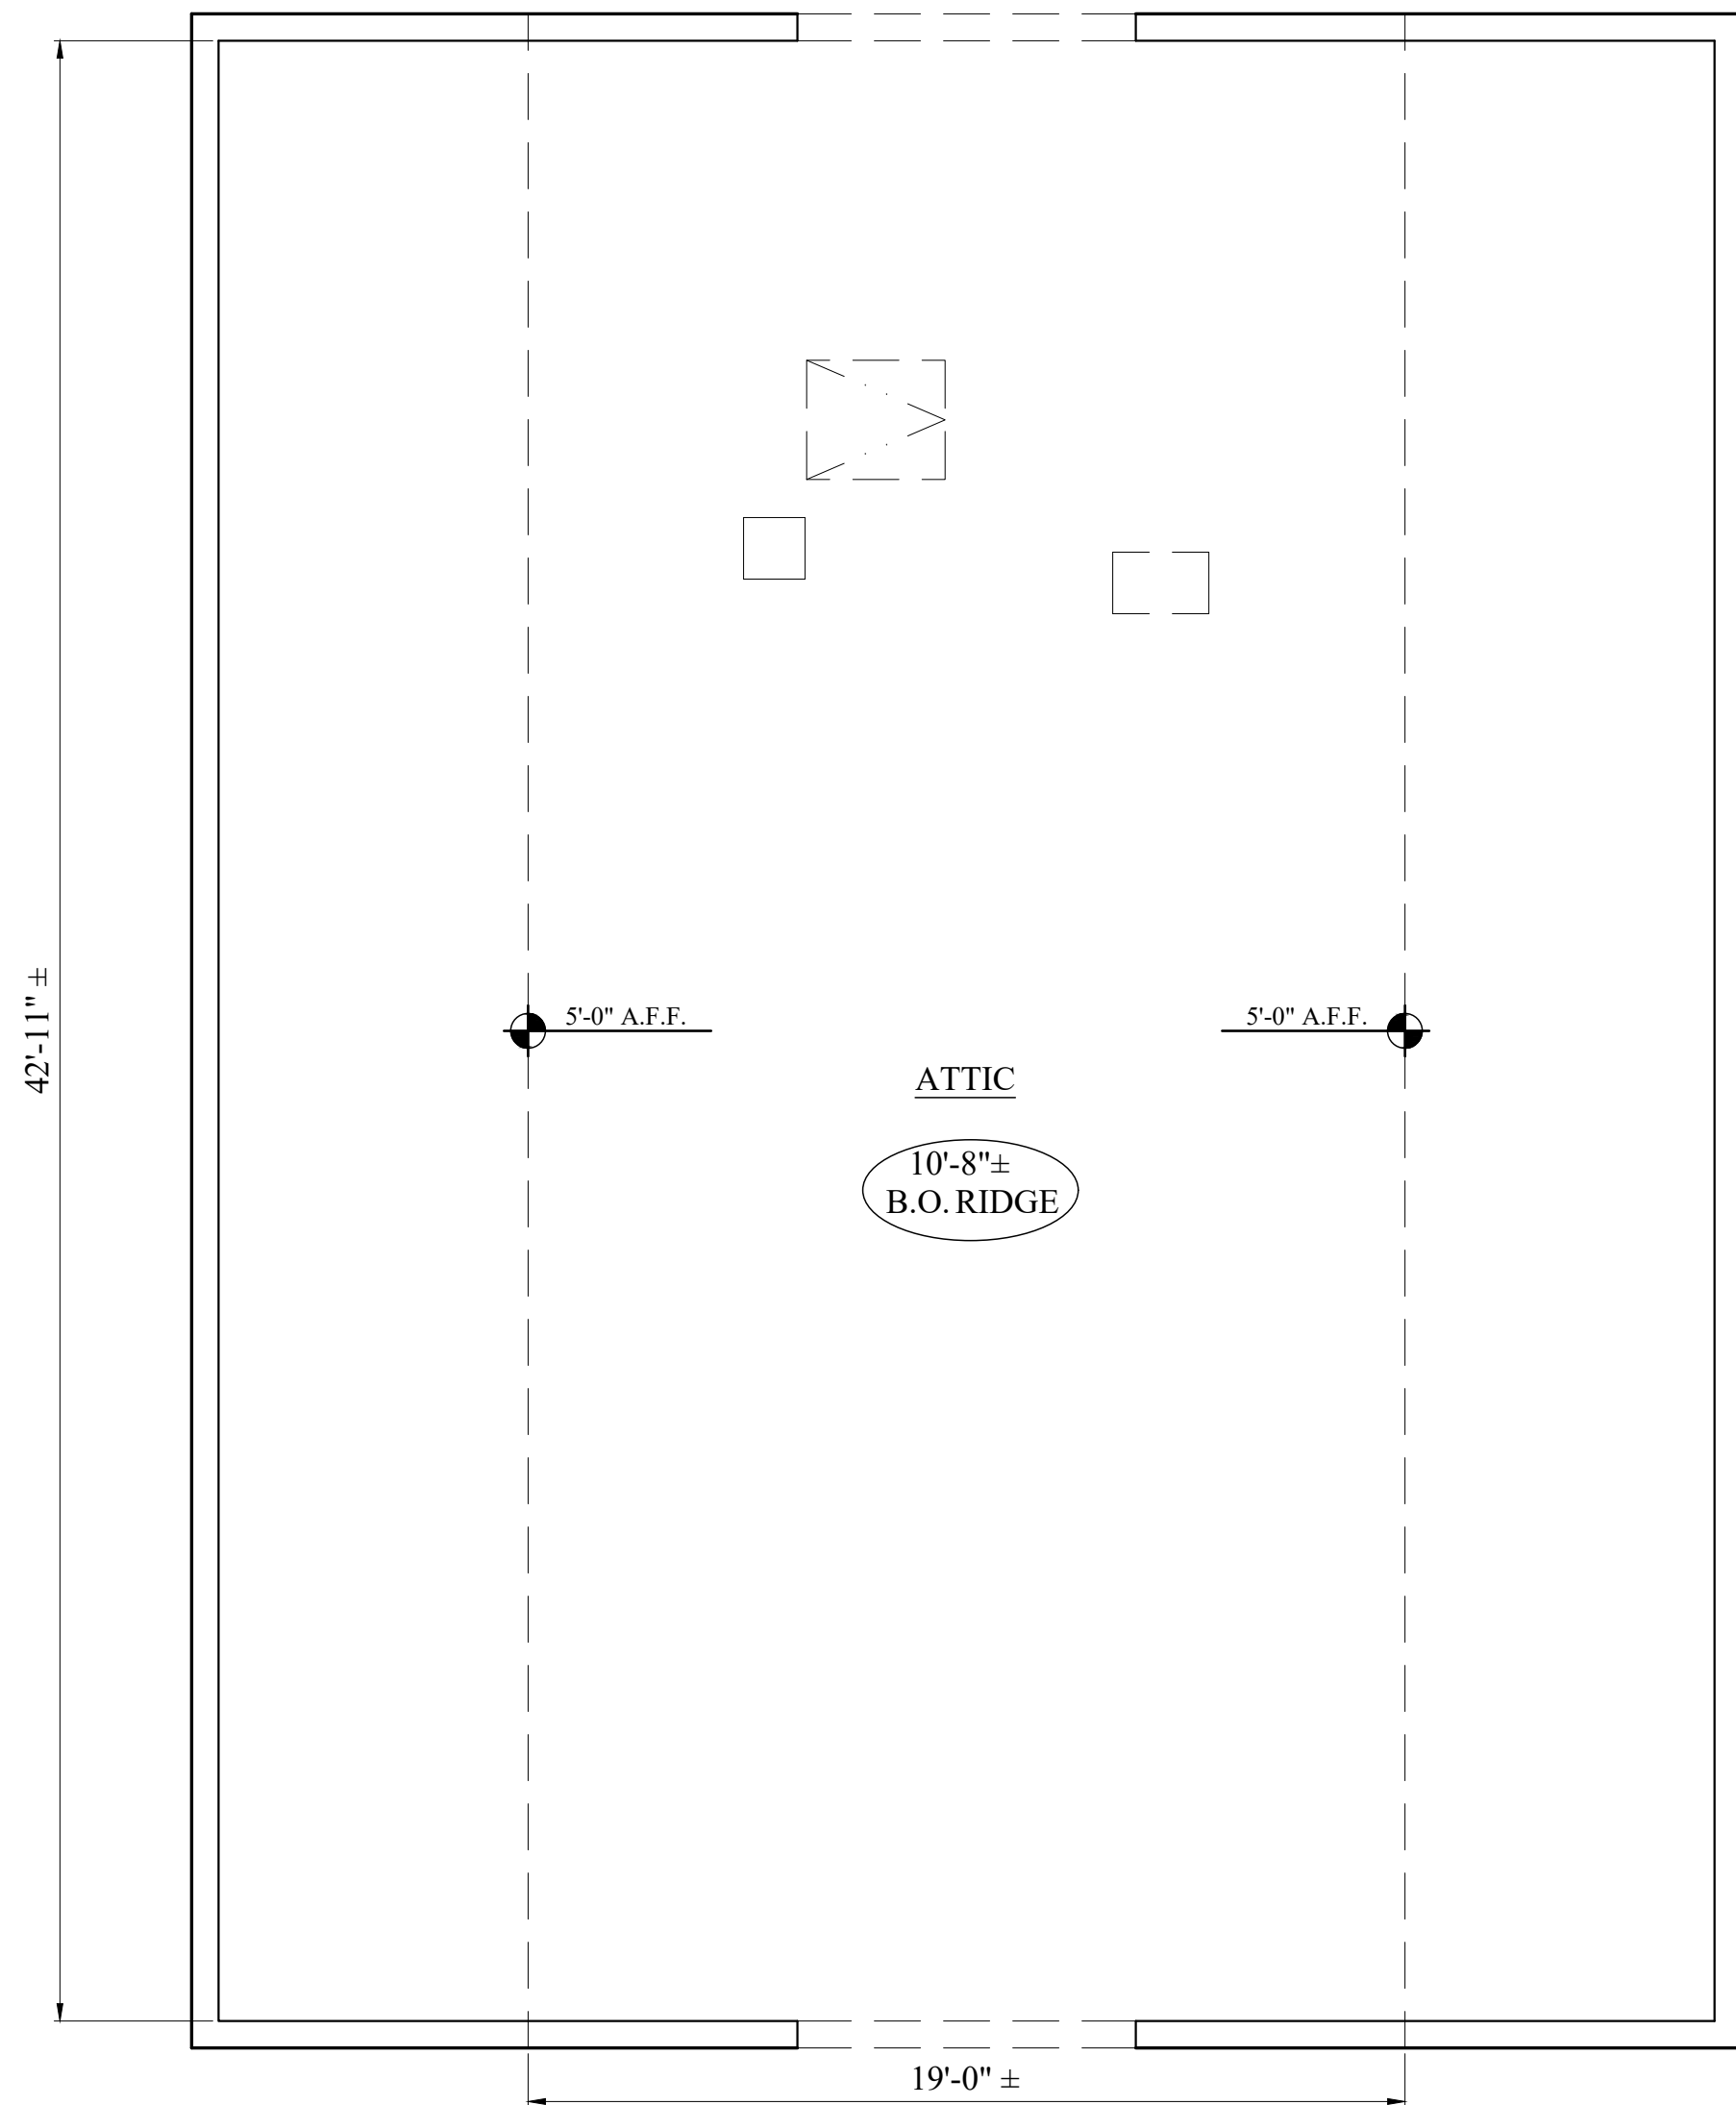 42'-11" ±
5'-0" A.F.F.
5'-0" A.F.F.
ATTIC
10'-8"±
B.O. RIDGE
19'-0" ±